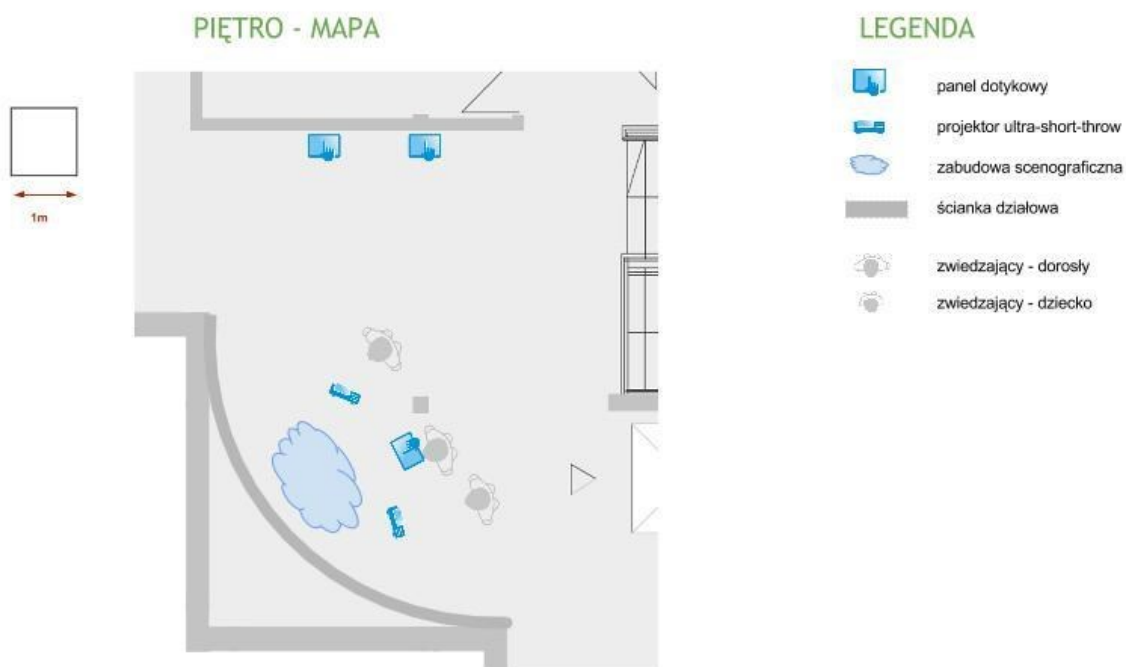 PIĘTRO - MAPA
LEGENDA
1m
panel dotykowy
projektor ultra-short-throw
zabudowa scenograficzna
ścianka działowa
zwiedzający - dorosły
zwiedzający - dziecko